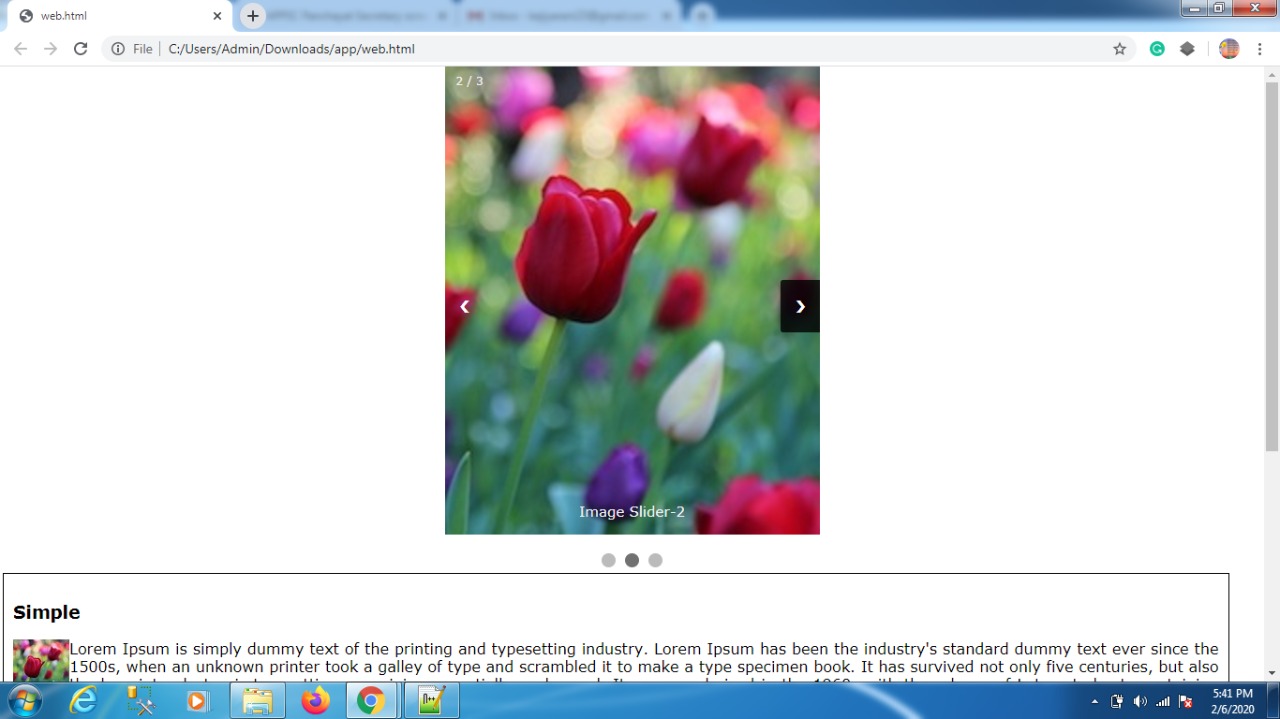 web.html
File
C:/Users/Admin/Downloads/app/web.html
2 / 3
Image Slider-2
Simple
Lorem Ipsum is simply dummy text of the printing and typesetting industry. Lorem Ipsum has been the industry's standard dummy text ever since the
1500s, when an unknown printer took a galley of type and scrambled it to make a type specimen book. It has survived not only five centuries, but also
5:41 PM
2/6/2020